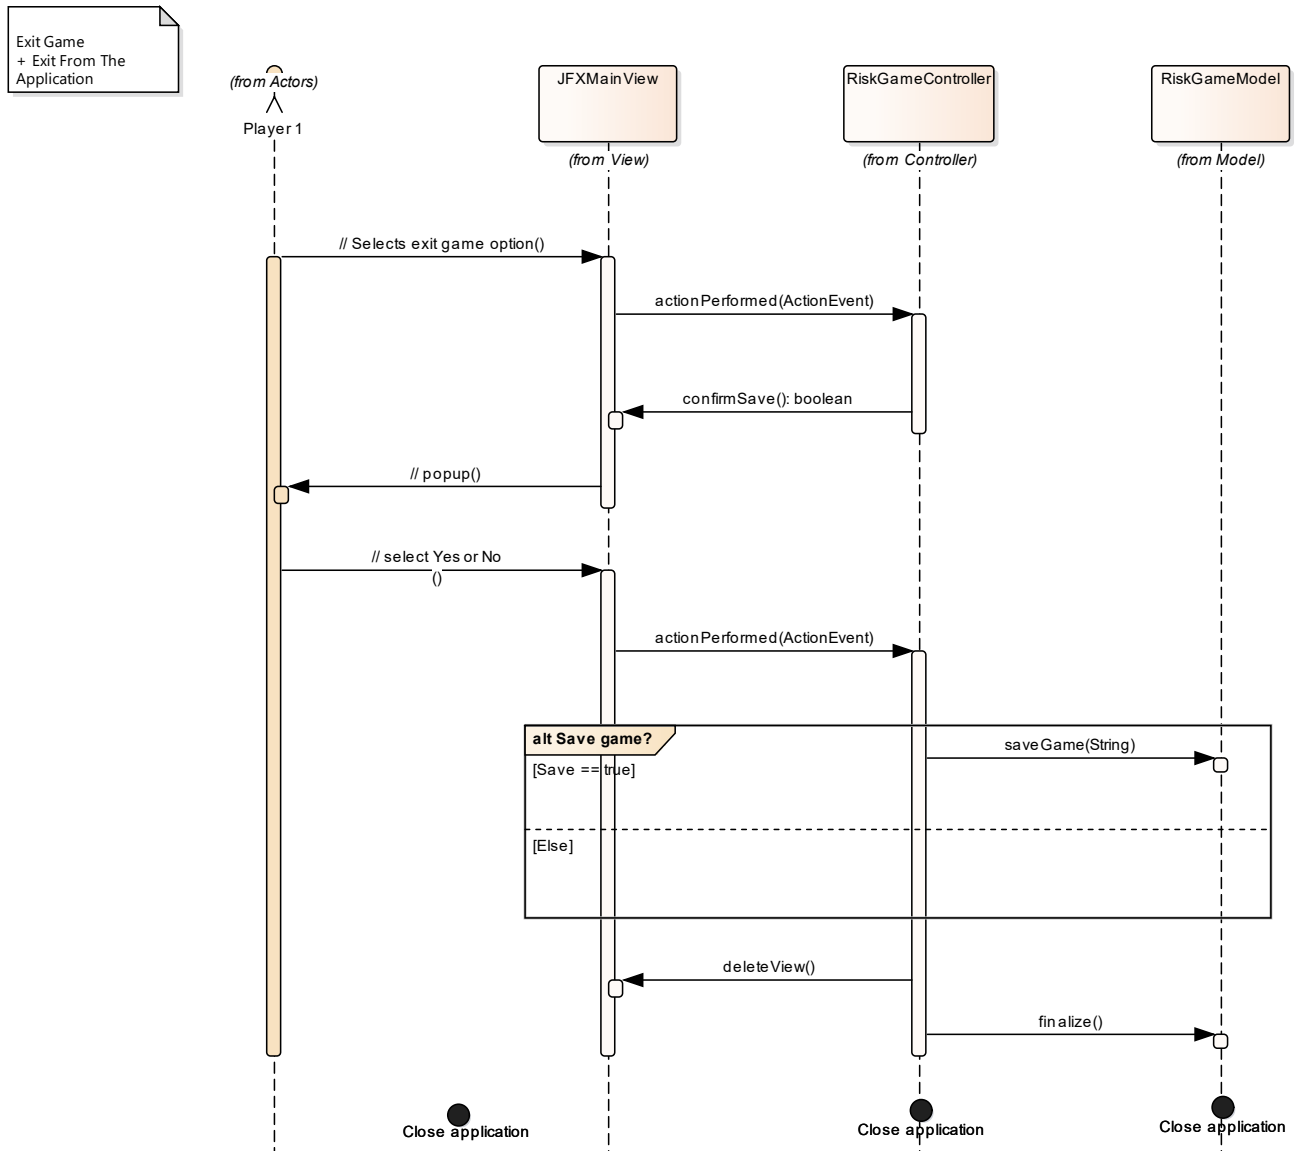 Exit Game
+ Exit From The
Application
(from Actors)
Player 1
JFXMainView
(from View)
RiskGameController
(from Controller)
RiskGameModel
(from Model)
// Selects exit game option()
actionPerformed(ActionEvent)
confirmSave(): boolean
// popup()
// select Yes or No
()
actionPerformed(ActionEvent)
alt Save game?
saveGame(String)
[Save == true]
[Else]
deleteView()
finalize()
Close application
Close application
Close application